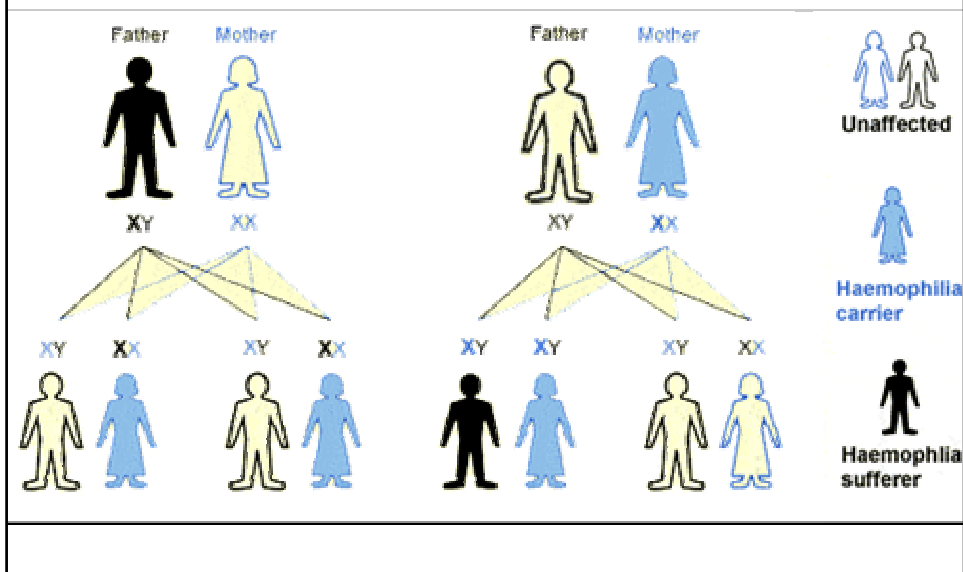 Father Mother
XY XX
XY XX XY XX
Father Mother
XY XX
XY XY XY XX
Unaffected
Haemophilia
carrier
Haemophlia
sufferer